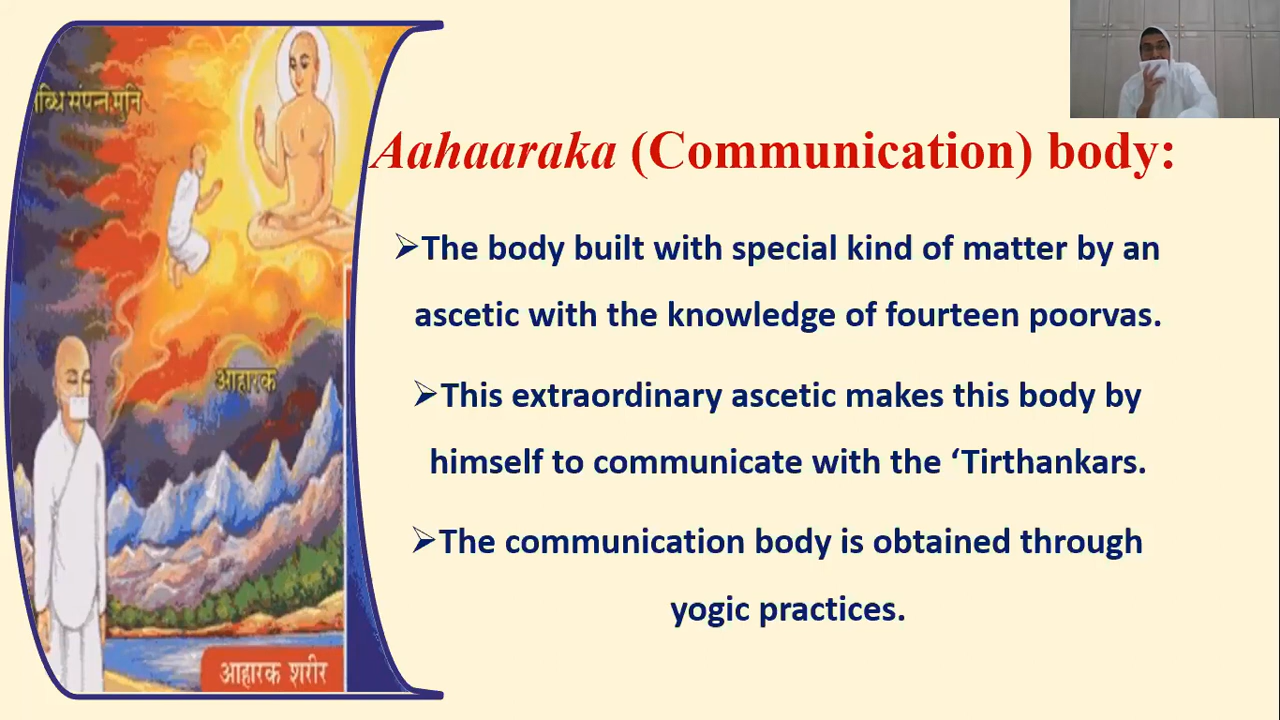 ब्धि संपन्न मुनि
Aahaaraka (Communication) body:
➢The body built with special kind of matter by an
ascetic with the knowledge of fourteen poorvas.
आहारक
➢This extraordinary ascetic makes this body by
himself to communicate with the ‘Tirthankars.
➢The communication body is obtained through
yogic practices.
आहारक शरीर